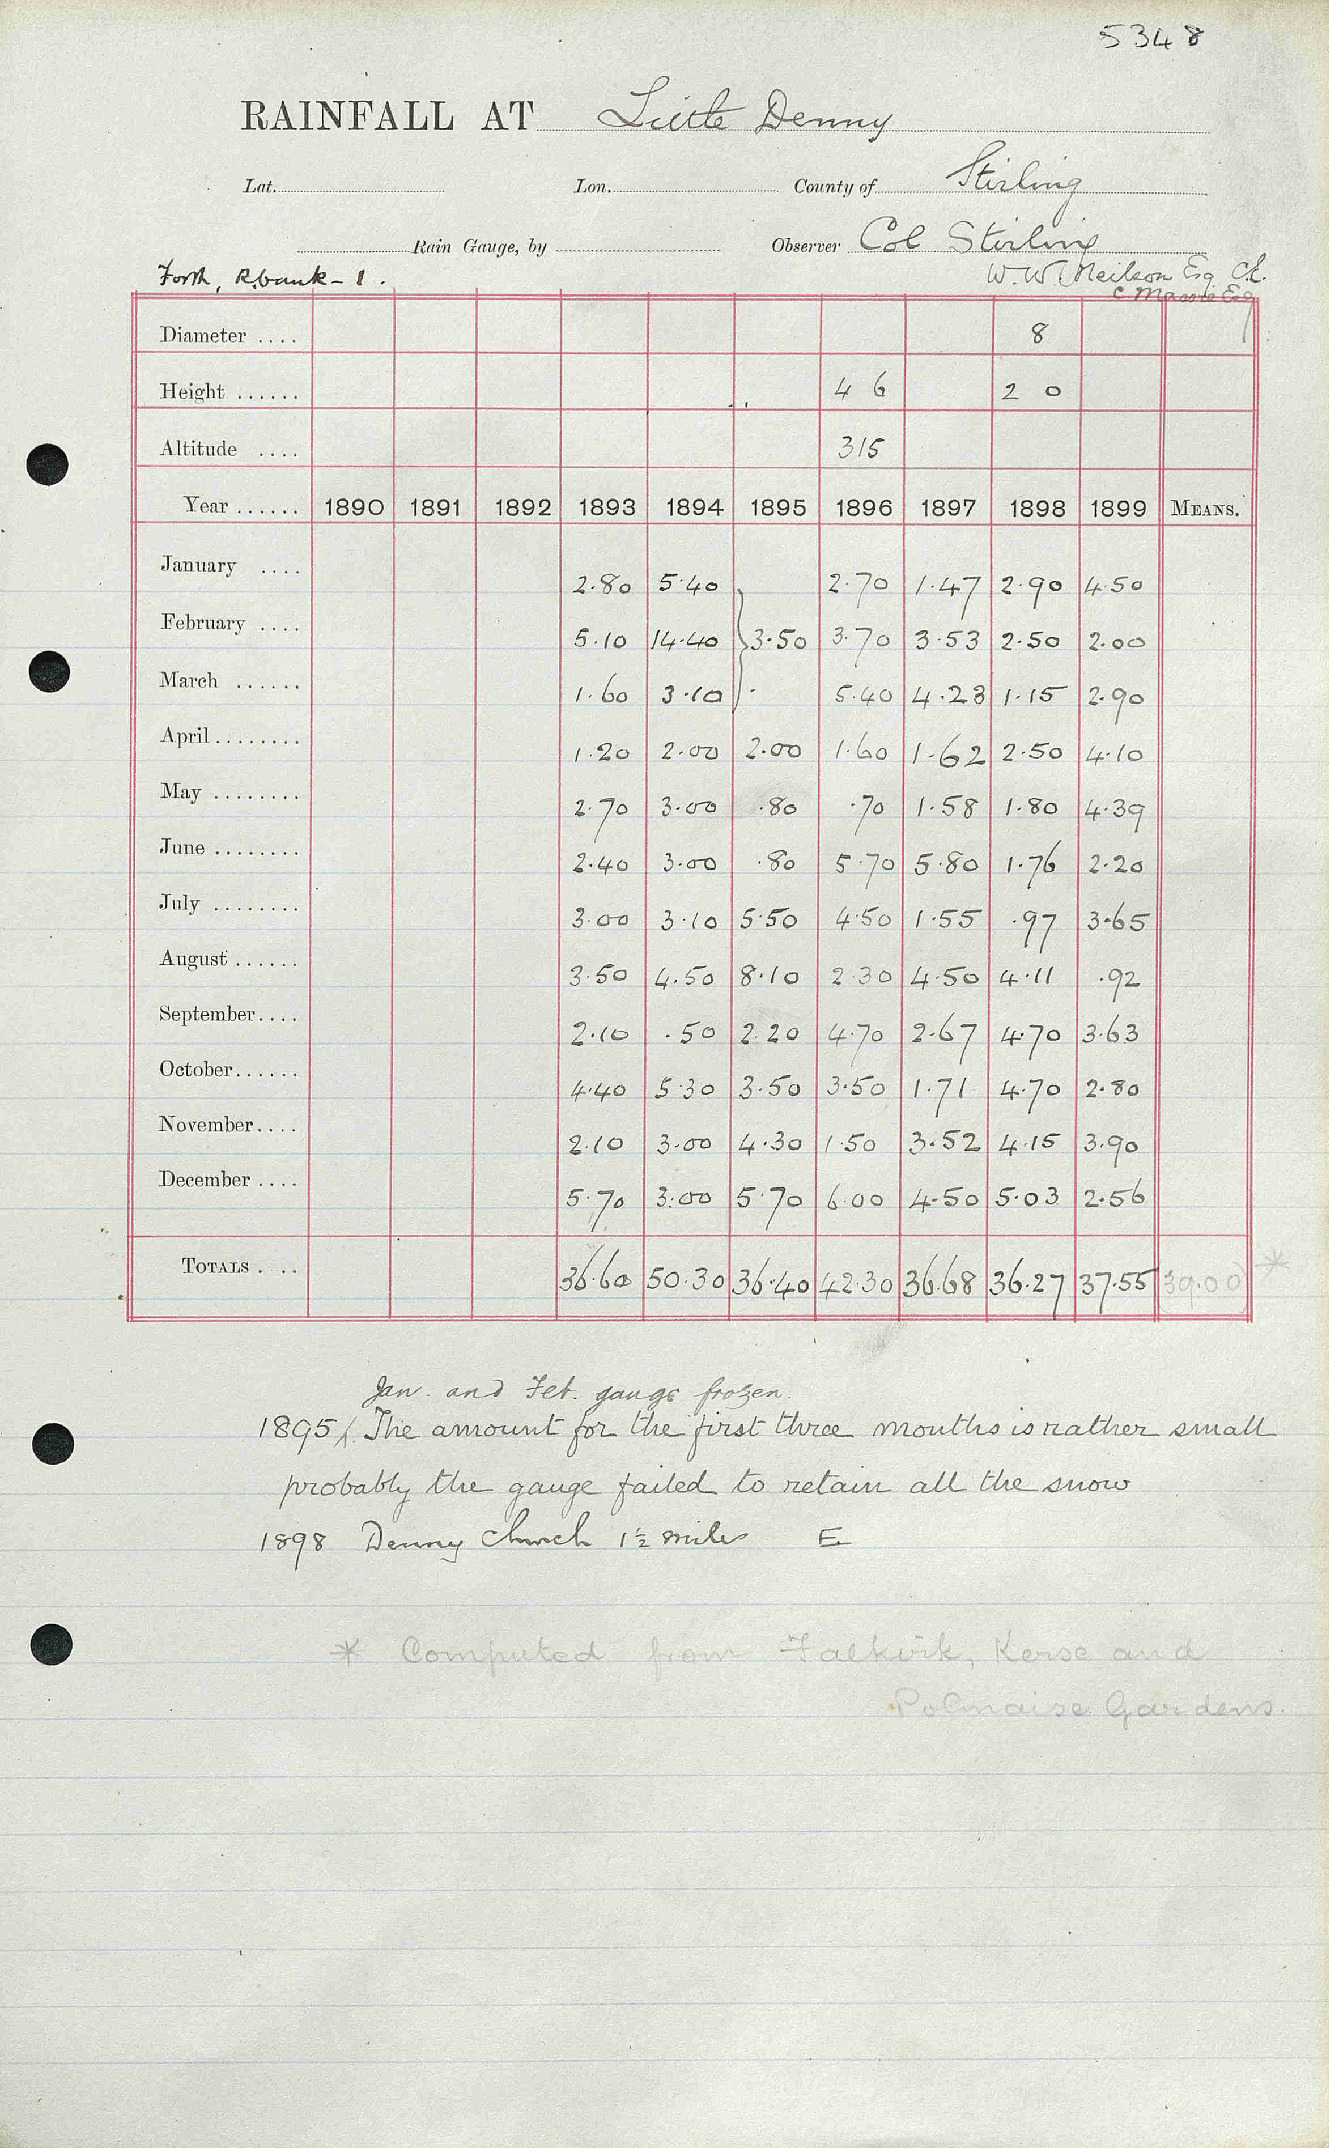 5348
RAINFALL AT Little Denny
Lat. Lon. County of Stirling
Rain Gauge, by Observer Col Stirling
Forth, R.bank - 1. W. W. Neilson Esq C.E.
C Massie Esq
Diameter .... 8
Height ...... 4 6 2 0
Altitude .... 315
Year ...... 1890 1891 1892 1893 1894 1895 1896 1897 1898 1899 MEANS.
January .... 2.80 5.40 2.70 1.47 2.90 4.50
February .... 5.10 14.40 3.50 3.70 3.53 2.50 2.00
March ...... 1.60 3.10 5.40 4.23 1.15 2.90
April........ 1.20 2.00 2.00 1.60 1.62 2.50 4.10
May ........ 2.70 3.00 .80 .70 1.58 1.80 4.39
June ........ 2.40 3.00 .80 5.70 5.80 1.76 2.20
July ........ 3.00 3.10 5.50 4.50 1.55 .97 3.65
August ...... 3.50 4.50 8.10 2.30 4.50 4.11 .92
September.... 2.10 .50 2.20 4.70 2.67 4.70 3.63
October...... 4.40 5.30 3.50 3.50 1.71 4.70 2.80
November.... 2.10 3.00 4.30 1.50 3.52 4.15 3.90
December .... 5.70 3.00 5.70 6.00 4.50 5.03 2.56
TOTALS .... 36.60 50.30 36.40 42.30 36.68 36.27 37.55 (39.00) *
Jan. and Feb. gauge frozen.
1895 The amount for the first three months is rather small
probably the gauge failed to retain all the snow
1898 Denny Church 1½ miles E
* Computed from Falkirk, Kerse and
Polmaise Gardens.